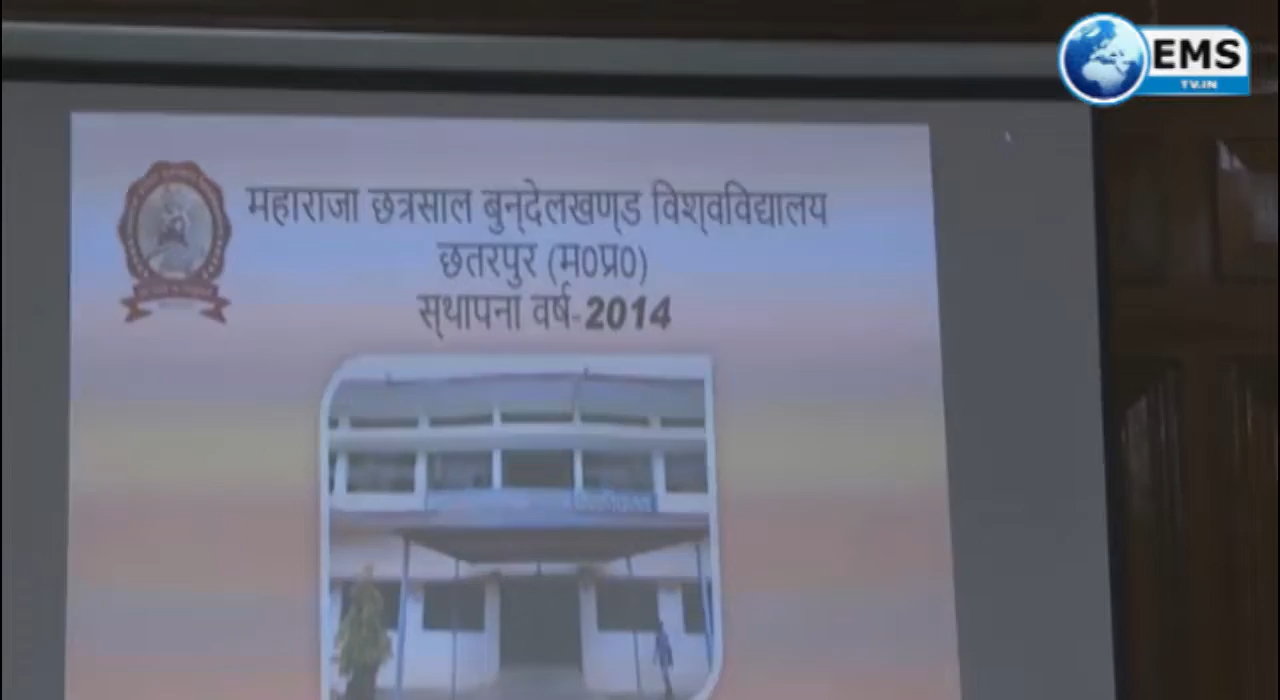 EMS
TV.IN
महाराजा छत्रसाल बुन्‌देलखण्‌ड विश्‌वविद्यालय
छतरपुर (म0प्र0)
स्‌थापना वर्ष-2014